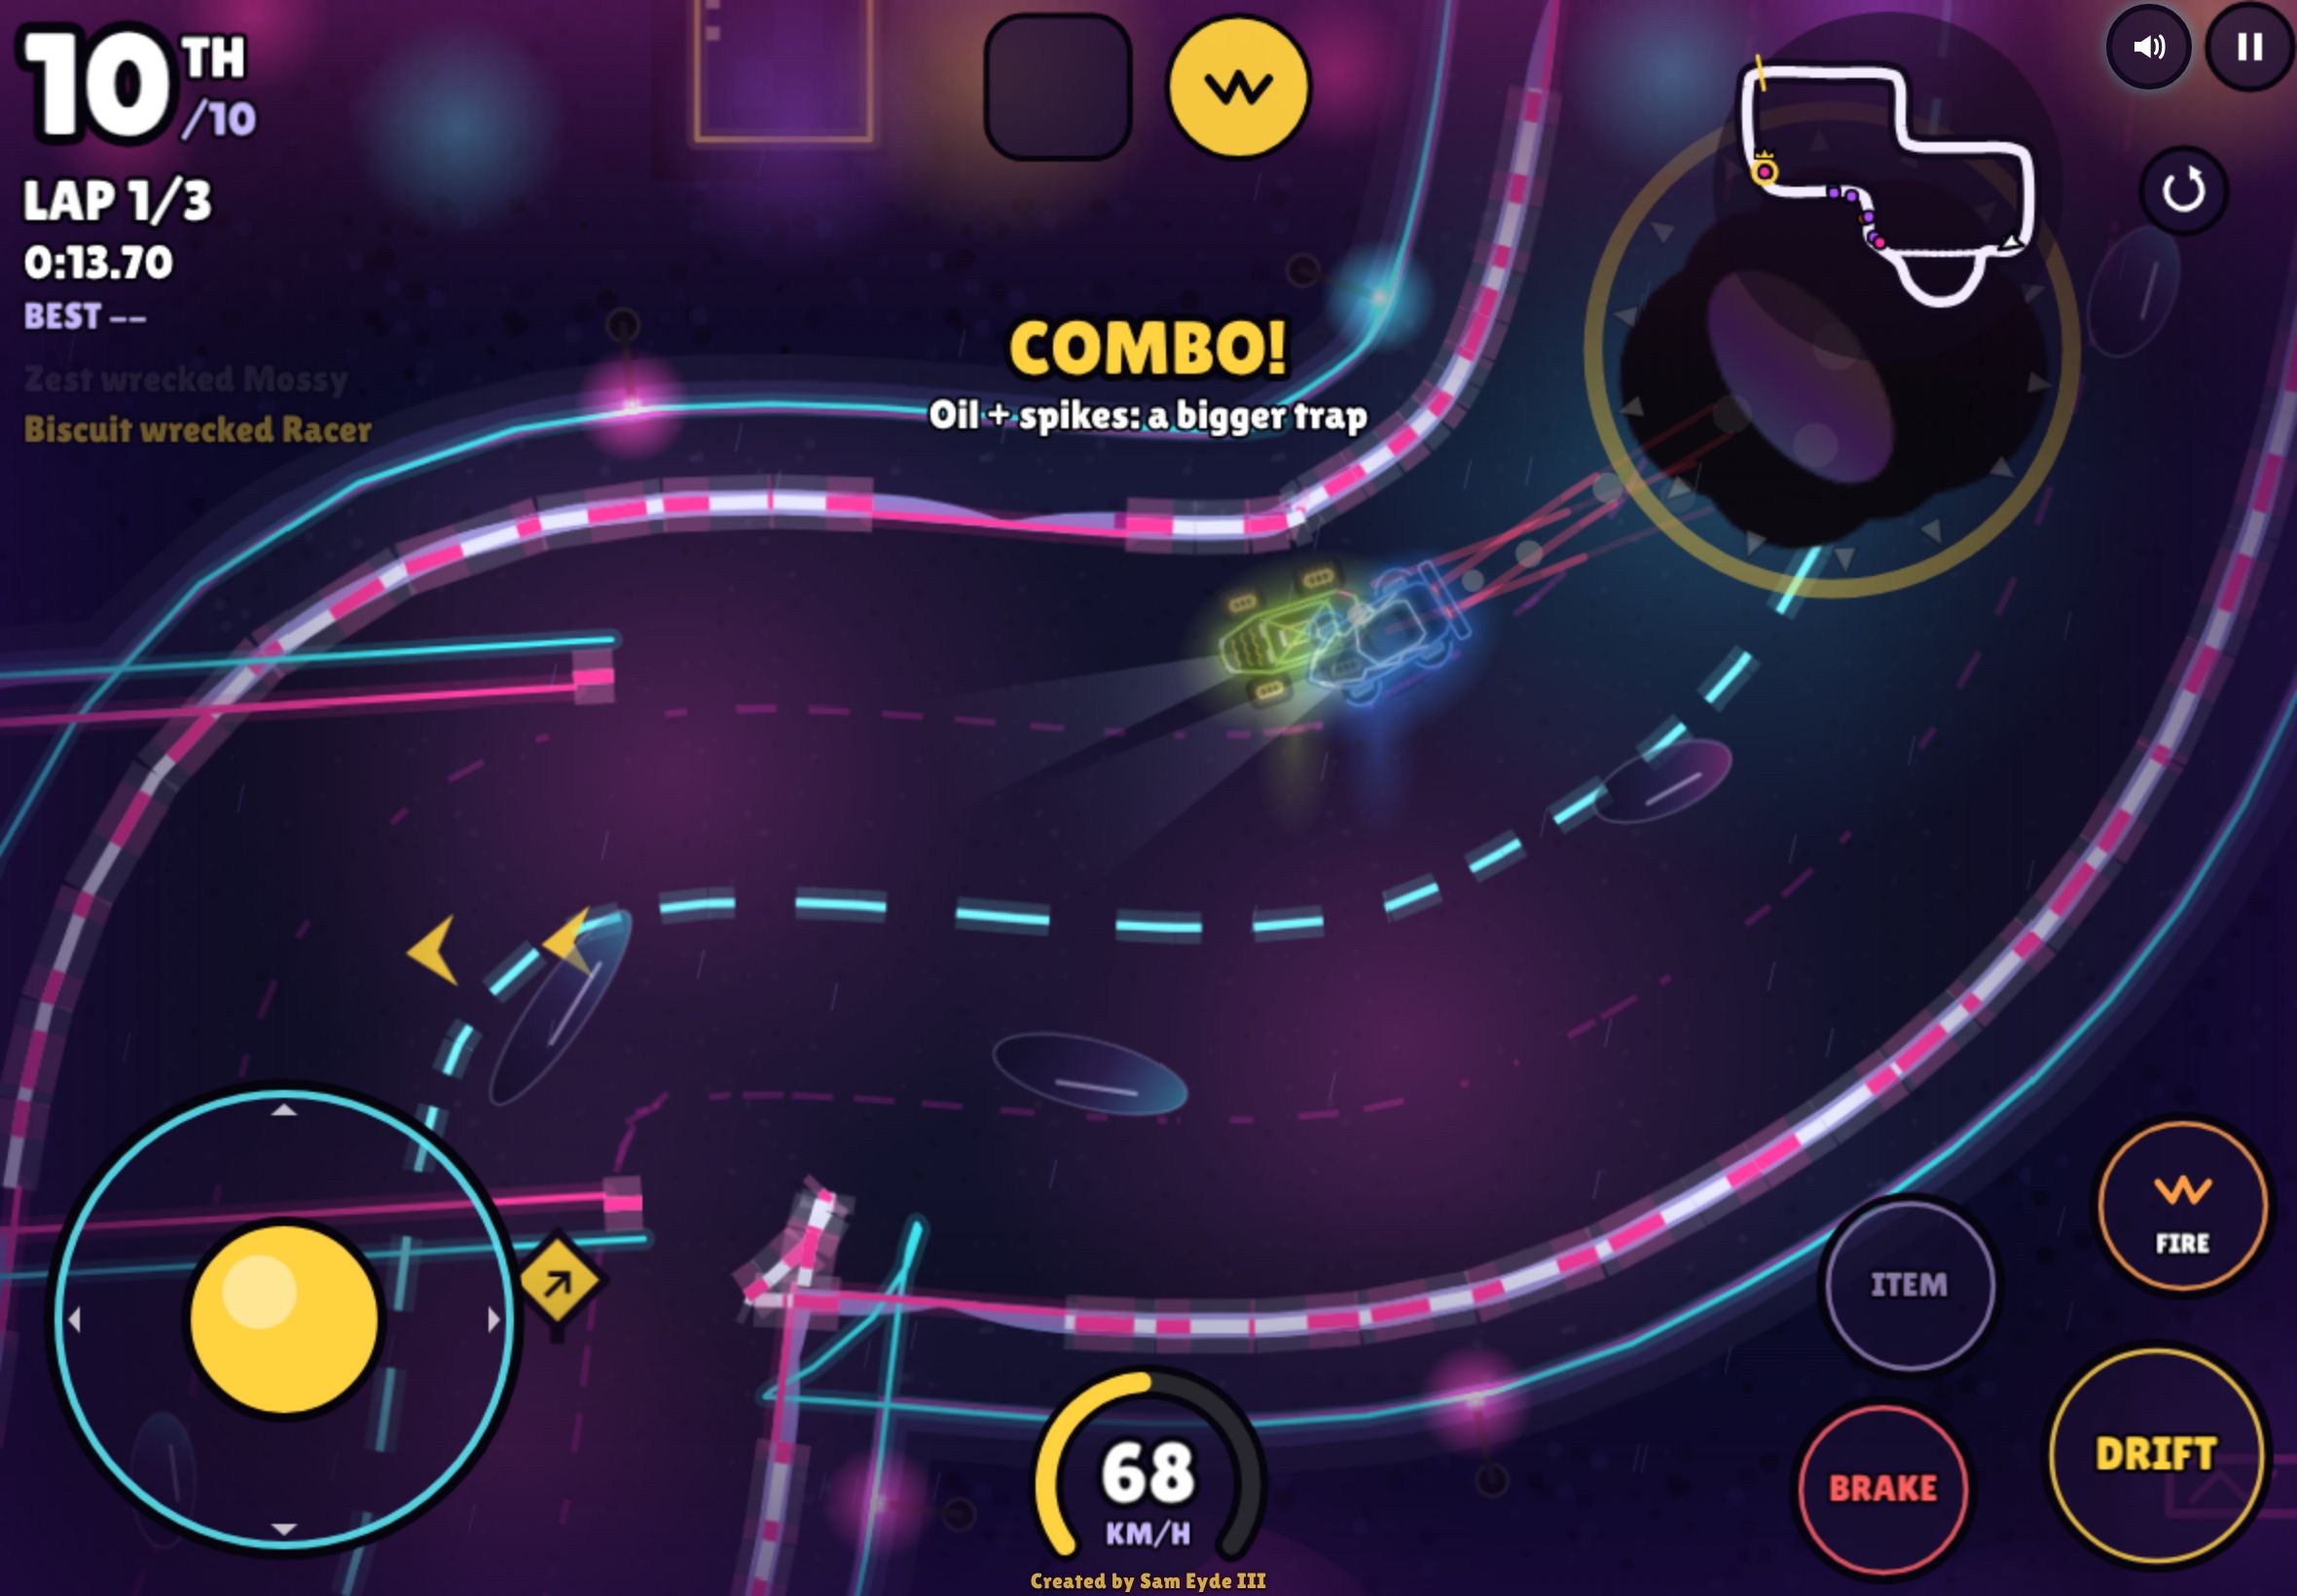 10TH
/10
LAP 1/3
0:13.70
BEST --
Zest wrecked Mossy
Biscuit wrecked Racer
COMBO!
Oil + spikes: a bigger trap
FIRE
ITEM
DRIFT
BRAKE
68
KM/H
Created by Sam Eyde III